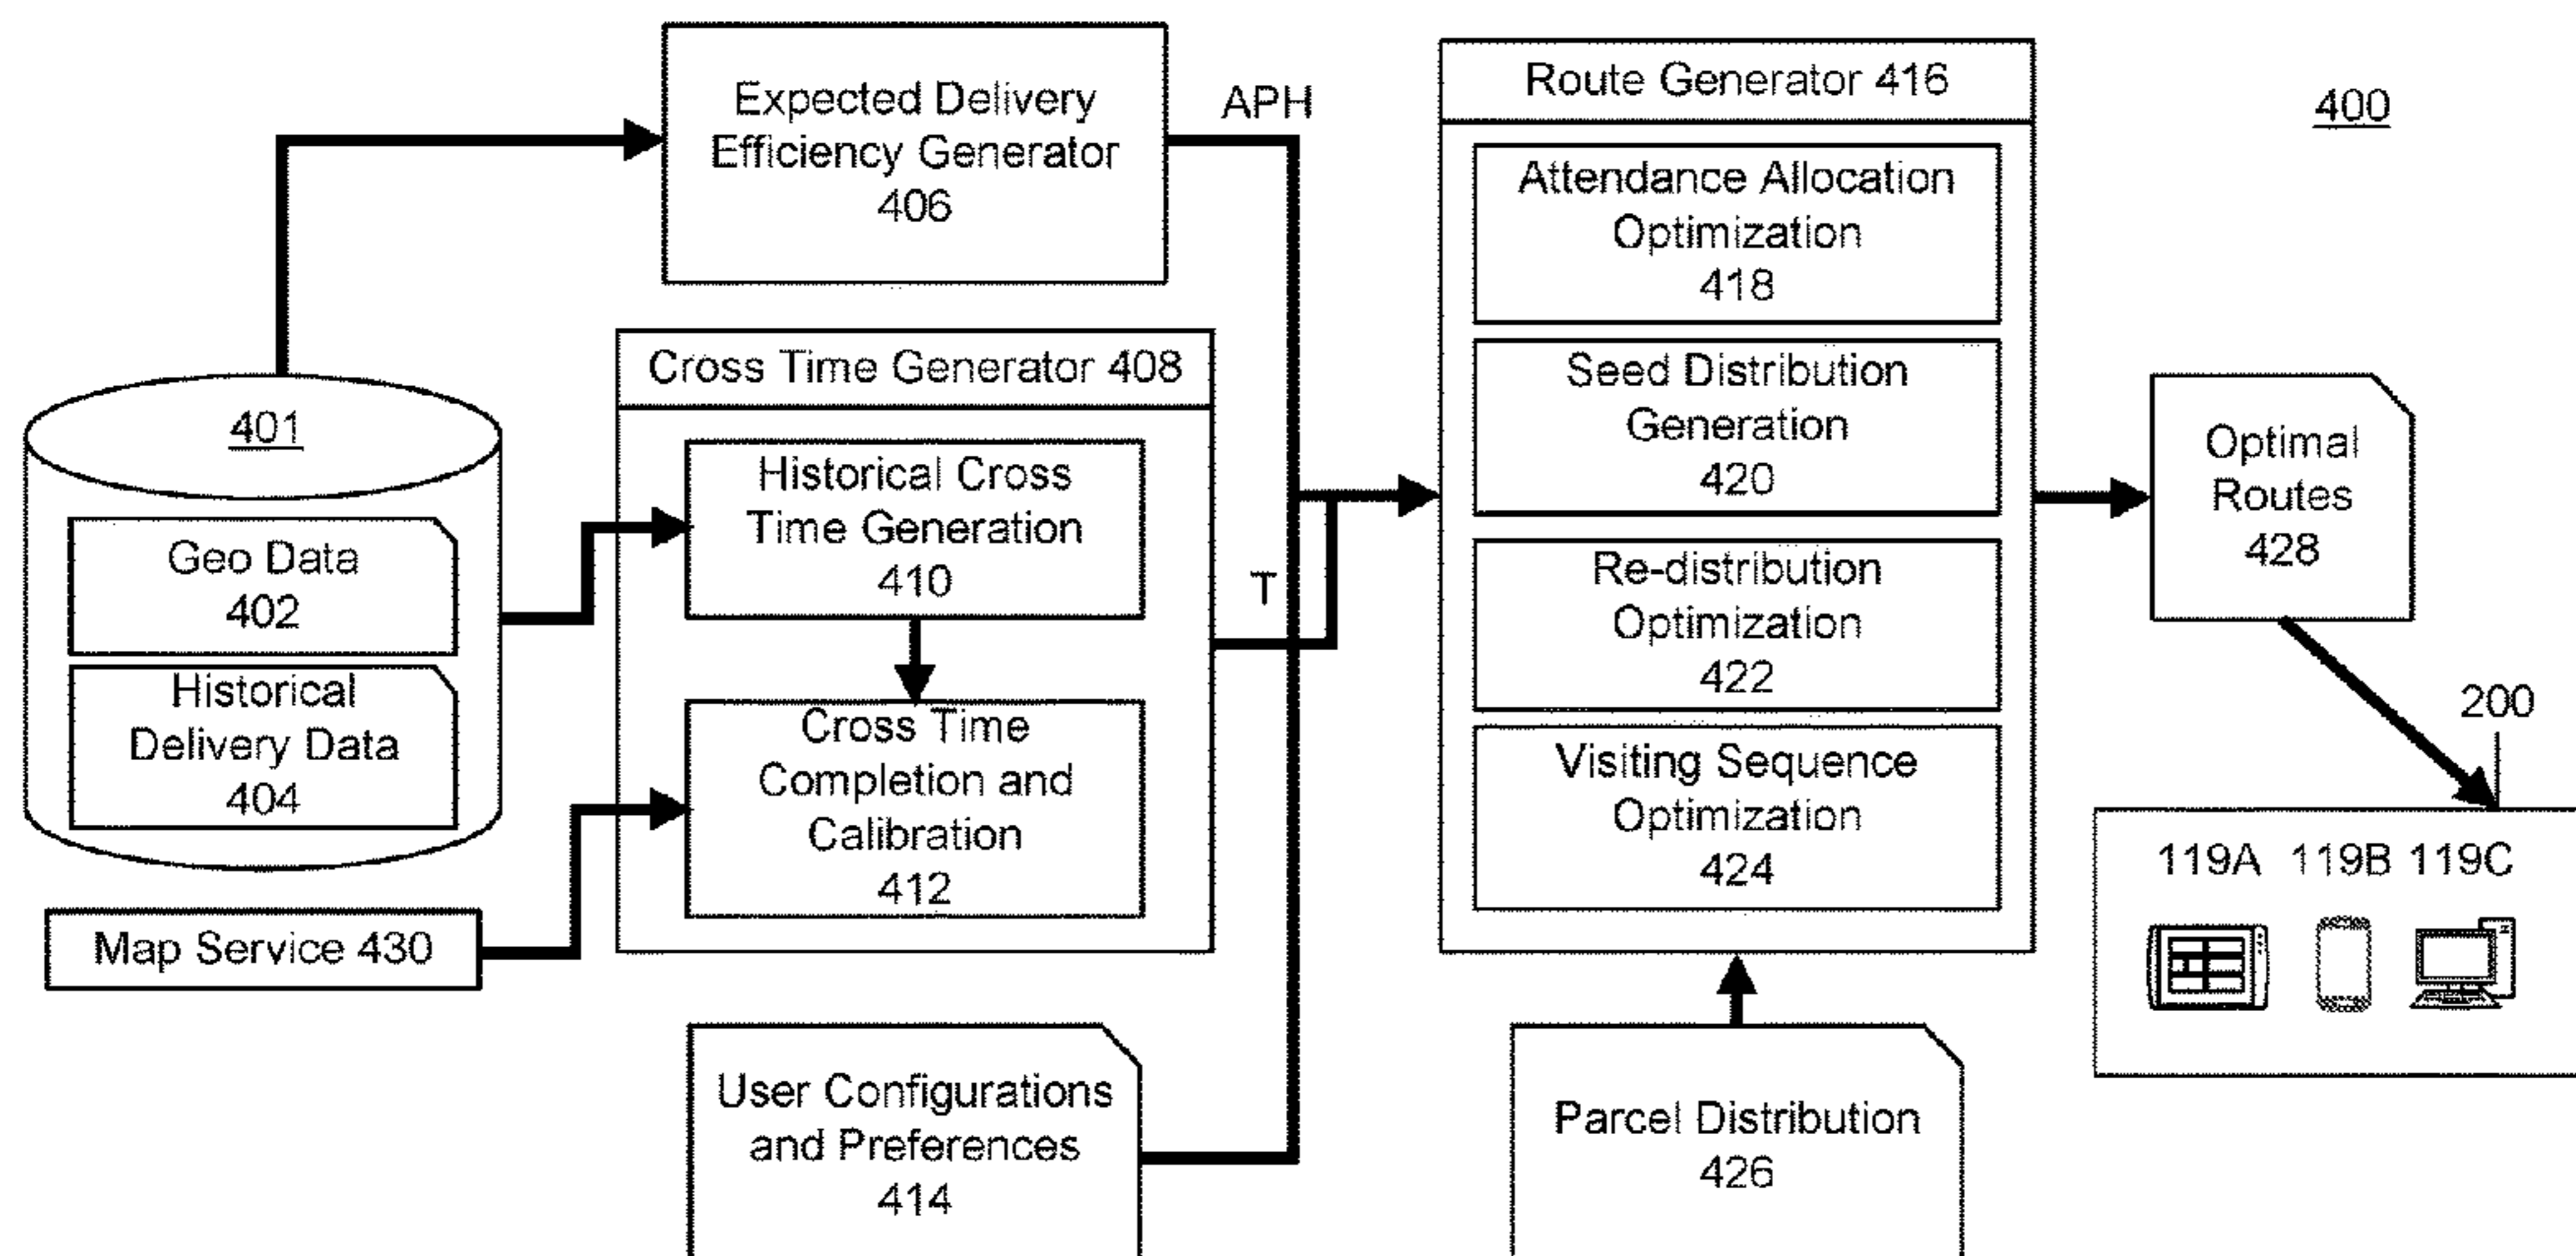 400
Expected Delivery
Efficiency Generator
406
APH
401
Geo Data
402
Historical
Delivery Data
404
Map Service 430
Cross Time Generator 408
Historical Cross
Time Generation
410
Cross Time
Completion and
Calibration
412
T
User Configurations
and Preferences
414
Route Generator 416
Attendance Allocation
Optimization
418
Seed Distribution
Generation
420
Re-distribution
Optimization
422
Visiting Sequence
Optimization
424
Parcel Distribution
426
Optimal
Routes
428
200
119A 119B 119C